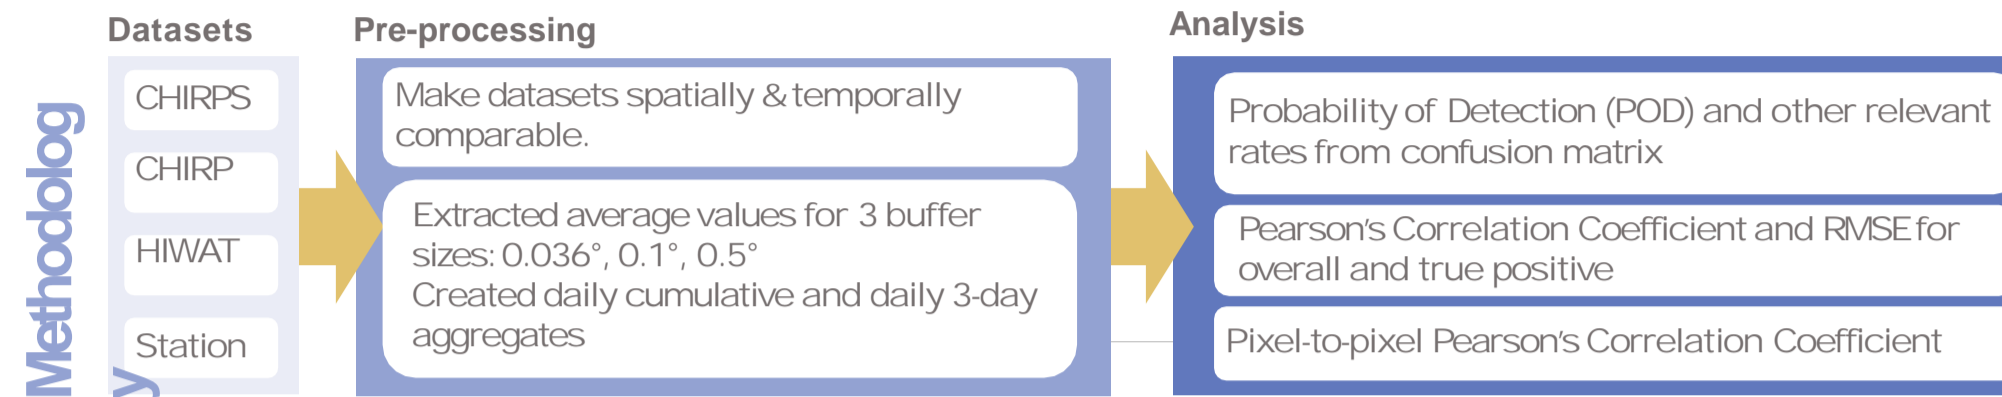 Methodolog
y
Datasets
CHIRPS
CHIRP
HIWAT
Station
Pre-processing
Make datasets spatially & temporally
comparable.
Extracted average values for 3 buffer
sizes: 0.036°, 0.1°, 0.5°
Created daily cumulative and daily 3-day
aggregates
Analysis
Probability of Detection (POD) and other relevant
rates from confusion matrix
Pearson's Correlation Coefficient and RMSE for
overall and true positive
Pixel-to-pixel Pearson's Correlation Coefficient